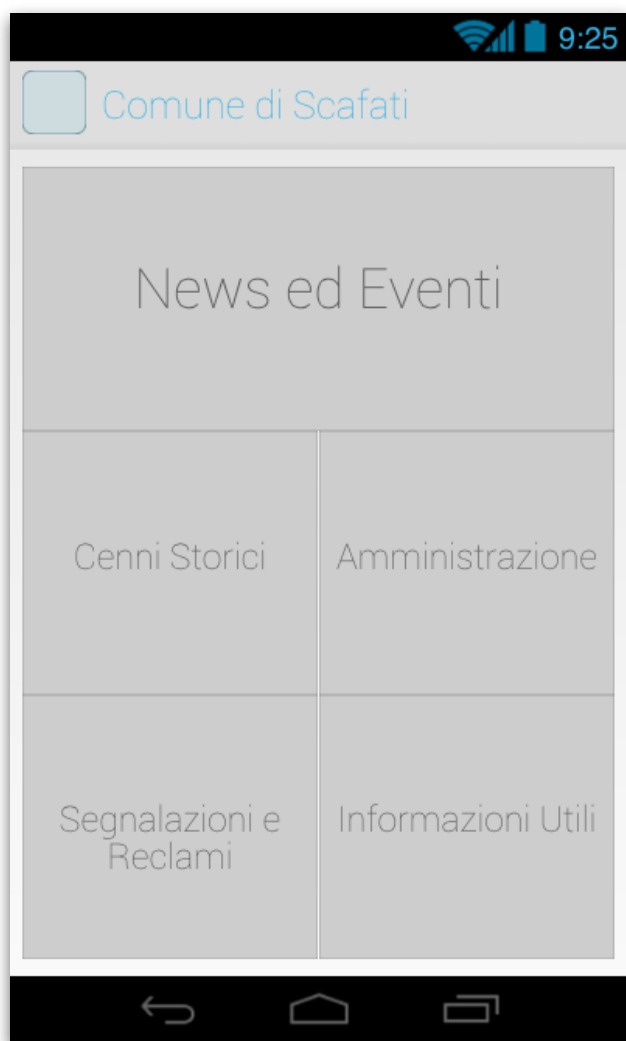 9:25
Comune di Scafati
News ed Eventi
Cenni Storici
Amministrazione
Segnalazioni e
Reclami
Informazioni Utili